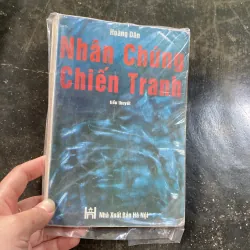 Hoàng Dân
Nhân Chứng
Chiến Tranh
tiểu thuyết
Nhà Xuất Bản Hà Nội